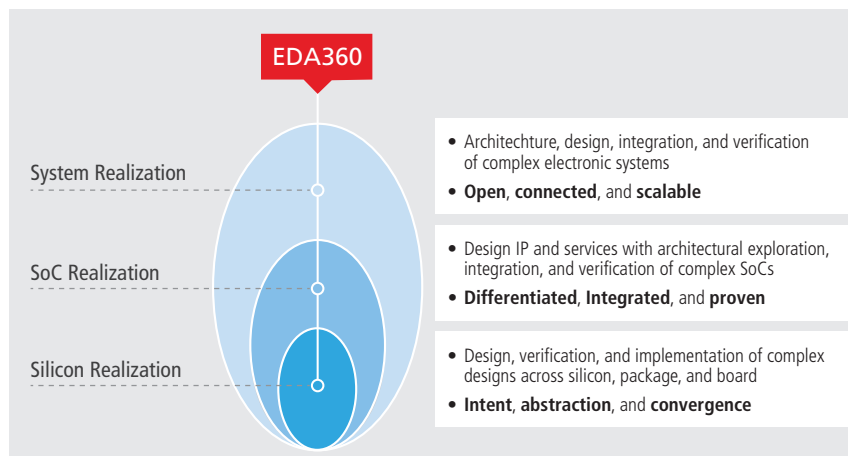 EDA360
System Realization
• Architechture, design, integration, and verification
of complex electronic systems
• Open, connected, and scalable
SoC Realization
• Design IP and services with architectural exploration,
integration, and verification of complex SoCs
• Differentiated, Integrated, and proven
Silicon Realization
• Design, verification, and implementation of complex
designs across silicon, package, and board
• Intent, abstraction, and convergence